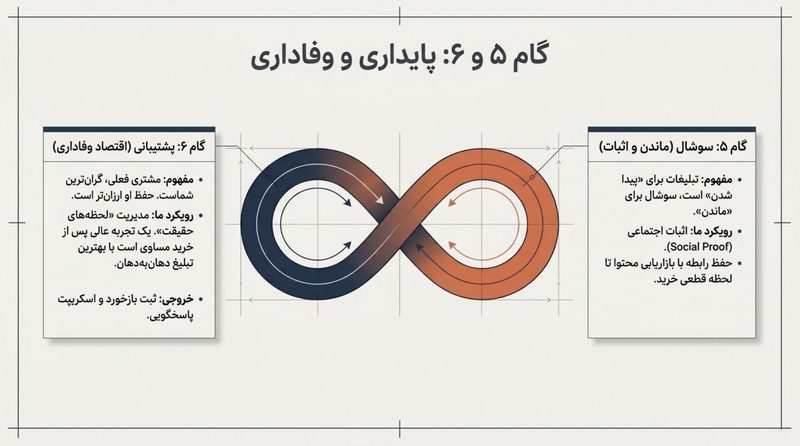 گام ۵ و ۶: پایداری و وفاداری
گام ۵: سوشال (ماندن و اثبات)
• مفهوم: تبلیغات برای «پیدا
شدن» است، سوشال برای
«ماندن».
• رویکرد ما: اثبات اجتماعی
(Social Proof).
• حفظ رابطه با بازاریابی محتوا تا
لحظه قطعی خرید.
گام ۶: پشتیبانی (اقتصاد وفاداری)
• مفهوم: مشتری فعلی، گران‌ترین
شماست. حفظ او ارزان‌تر است.
• رویکرد ما: مدیریت «لحظه‌های
حقیقت». یک تجربه عالی پس از
خرید مساوی است با بهترین
تبلیغ دهان‌به‌دهان.
• خروجی: ثبت بازخورد و اسکریپت
پاسخگویی.